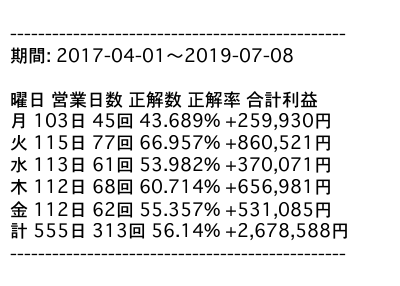 ------------------------------------------------
期間: 2017-04-01〜2019-07-08
曜日 営業日数 正解数 正解率 合計利益
月 103日 45回 43.689% +259,930円
火 115日 77回 66.957% +860,521円
水 113日 61回 53.982% +370,071円
木 112日 68回 60.714% +656,981円
金 112日 62回 55.357% +531,085円
計 555日 313回 56.14% +2,678,588円
------------------------------------------------